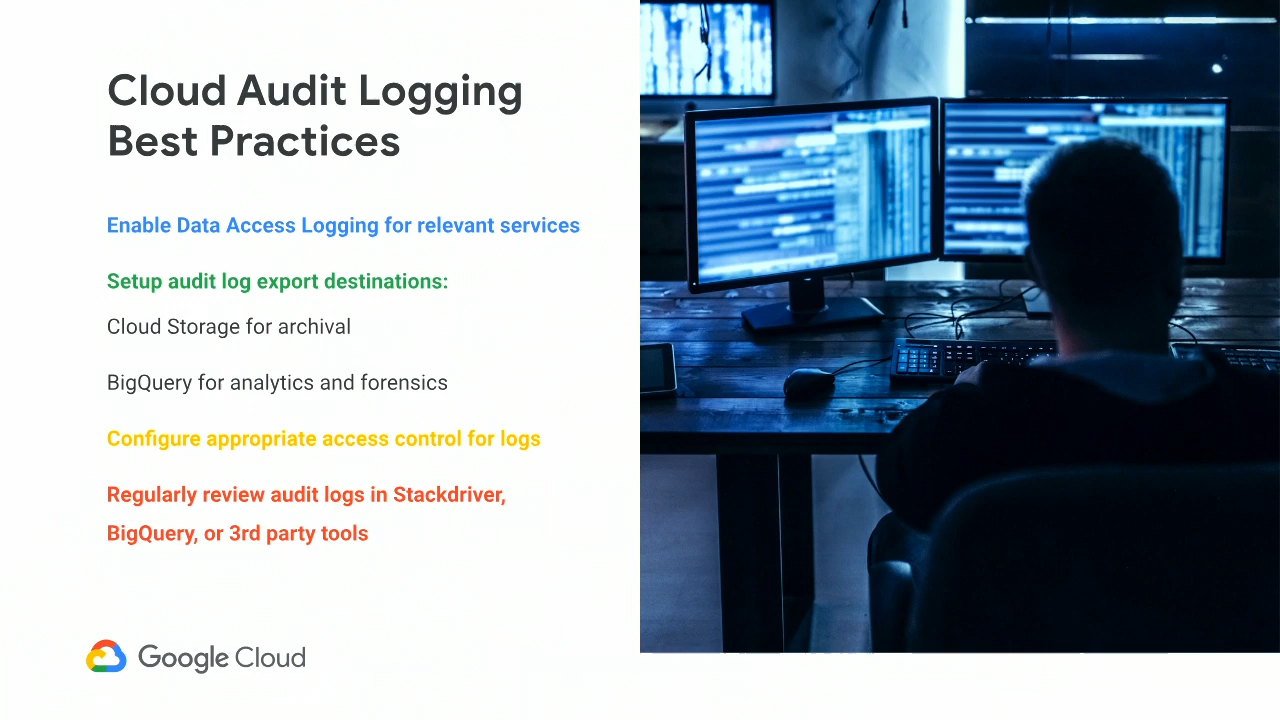 Cloud Audit Logging
Best Practices
Enable Data Access Logging for relevant services
Setup audit log export destinations:
Cloud Storage for archival
BigQuery for analytics and forensics
Configure appropriate access control for logs
Regularly review audit logs in Stackdriver,
BigQuery, or 3rd party tools
Google Cloud